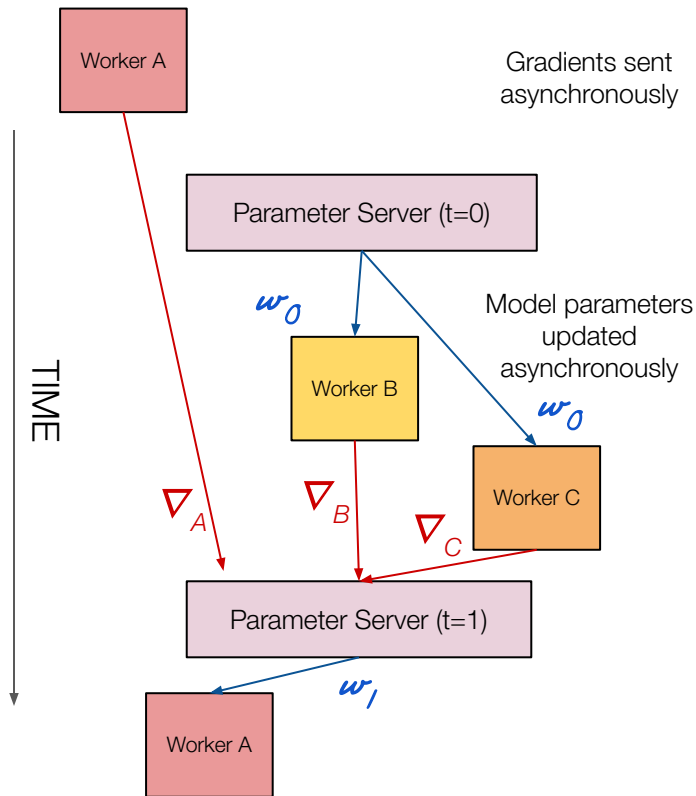 Worker A
Gradients sent
asynchronously
Parameter Server (t=0)
w₀
Model parameters
updated
asynchronously
Worker B
w₀
TIME
Worker C
∇A
∇B
∇C
Parameter Server (t=1)
w₁
Worker A